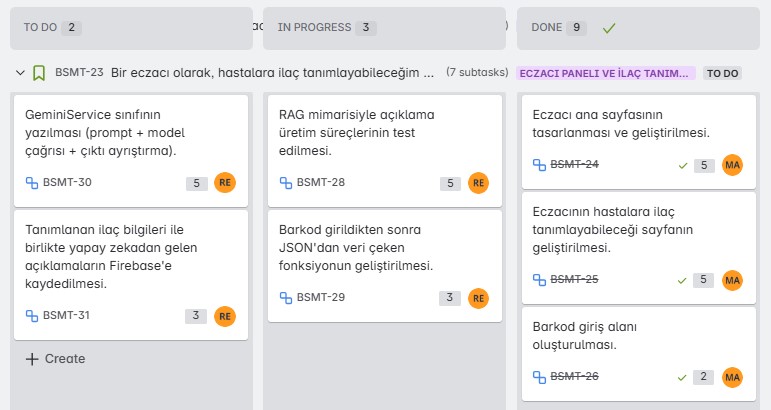 TO DO 2
IN PROGRESS 3
DONE 9
BSMT-23 Bir eczacı olarak, hastalara ilaç tanımlayabileceğim ... (7 subtasks) ECZACI PANELI VE İLAÇ TANIM... TO DO
GeminiService sınıfının
yazılması (prompt + model
çağrısı + çıktı ayrıştırma).
BSMT-30 5 RE
Tanımlanan ilaç bilgileri ile
birlikte yapay zekadan gelen
açıklamaların Firebase'e
kaydedilmesi.
BSMT-31 3 RE
+ Create
RAG mimarisiyle açıklama
üretim süreçlerinin test
edilmesi.
BSMT-28 5 RE
Barkod girildikten sonra
JSON'dan veri çeken
fonksiyonun geliştirilmesi.
BSMT-29 3 RE
Eczacı ana sayfasının
tasarlanması ve geliştirilmesi.
BSMT-24 5 MA
Eczacının hastalara ilaç
tanımlayabileceği sayfanın
geliştirilmesi.
BSMT-25 5 MA
Barkod giriş alanı
oluşturulması.
BSMT-26 2 MA